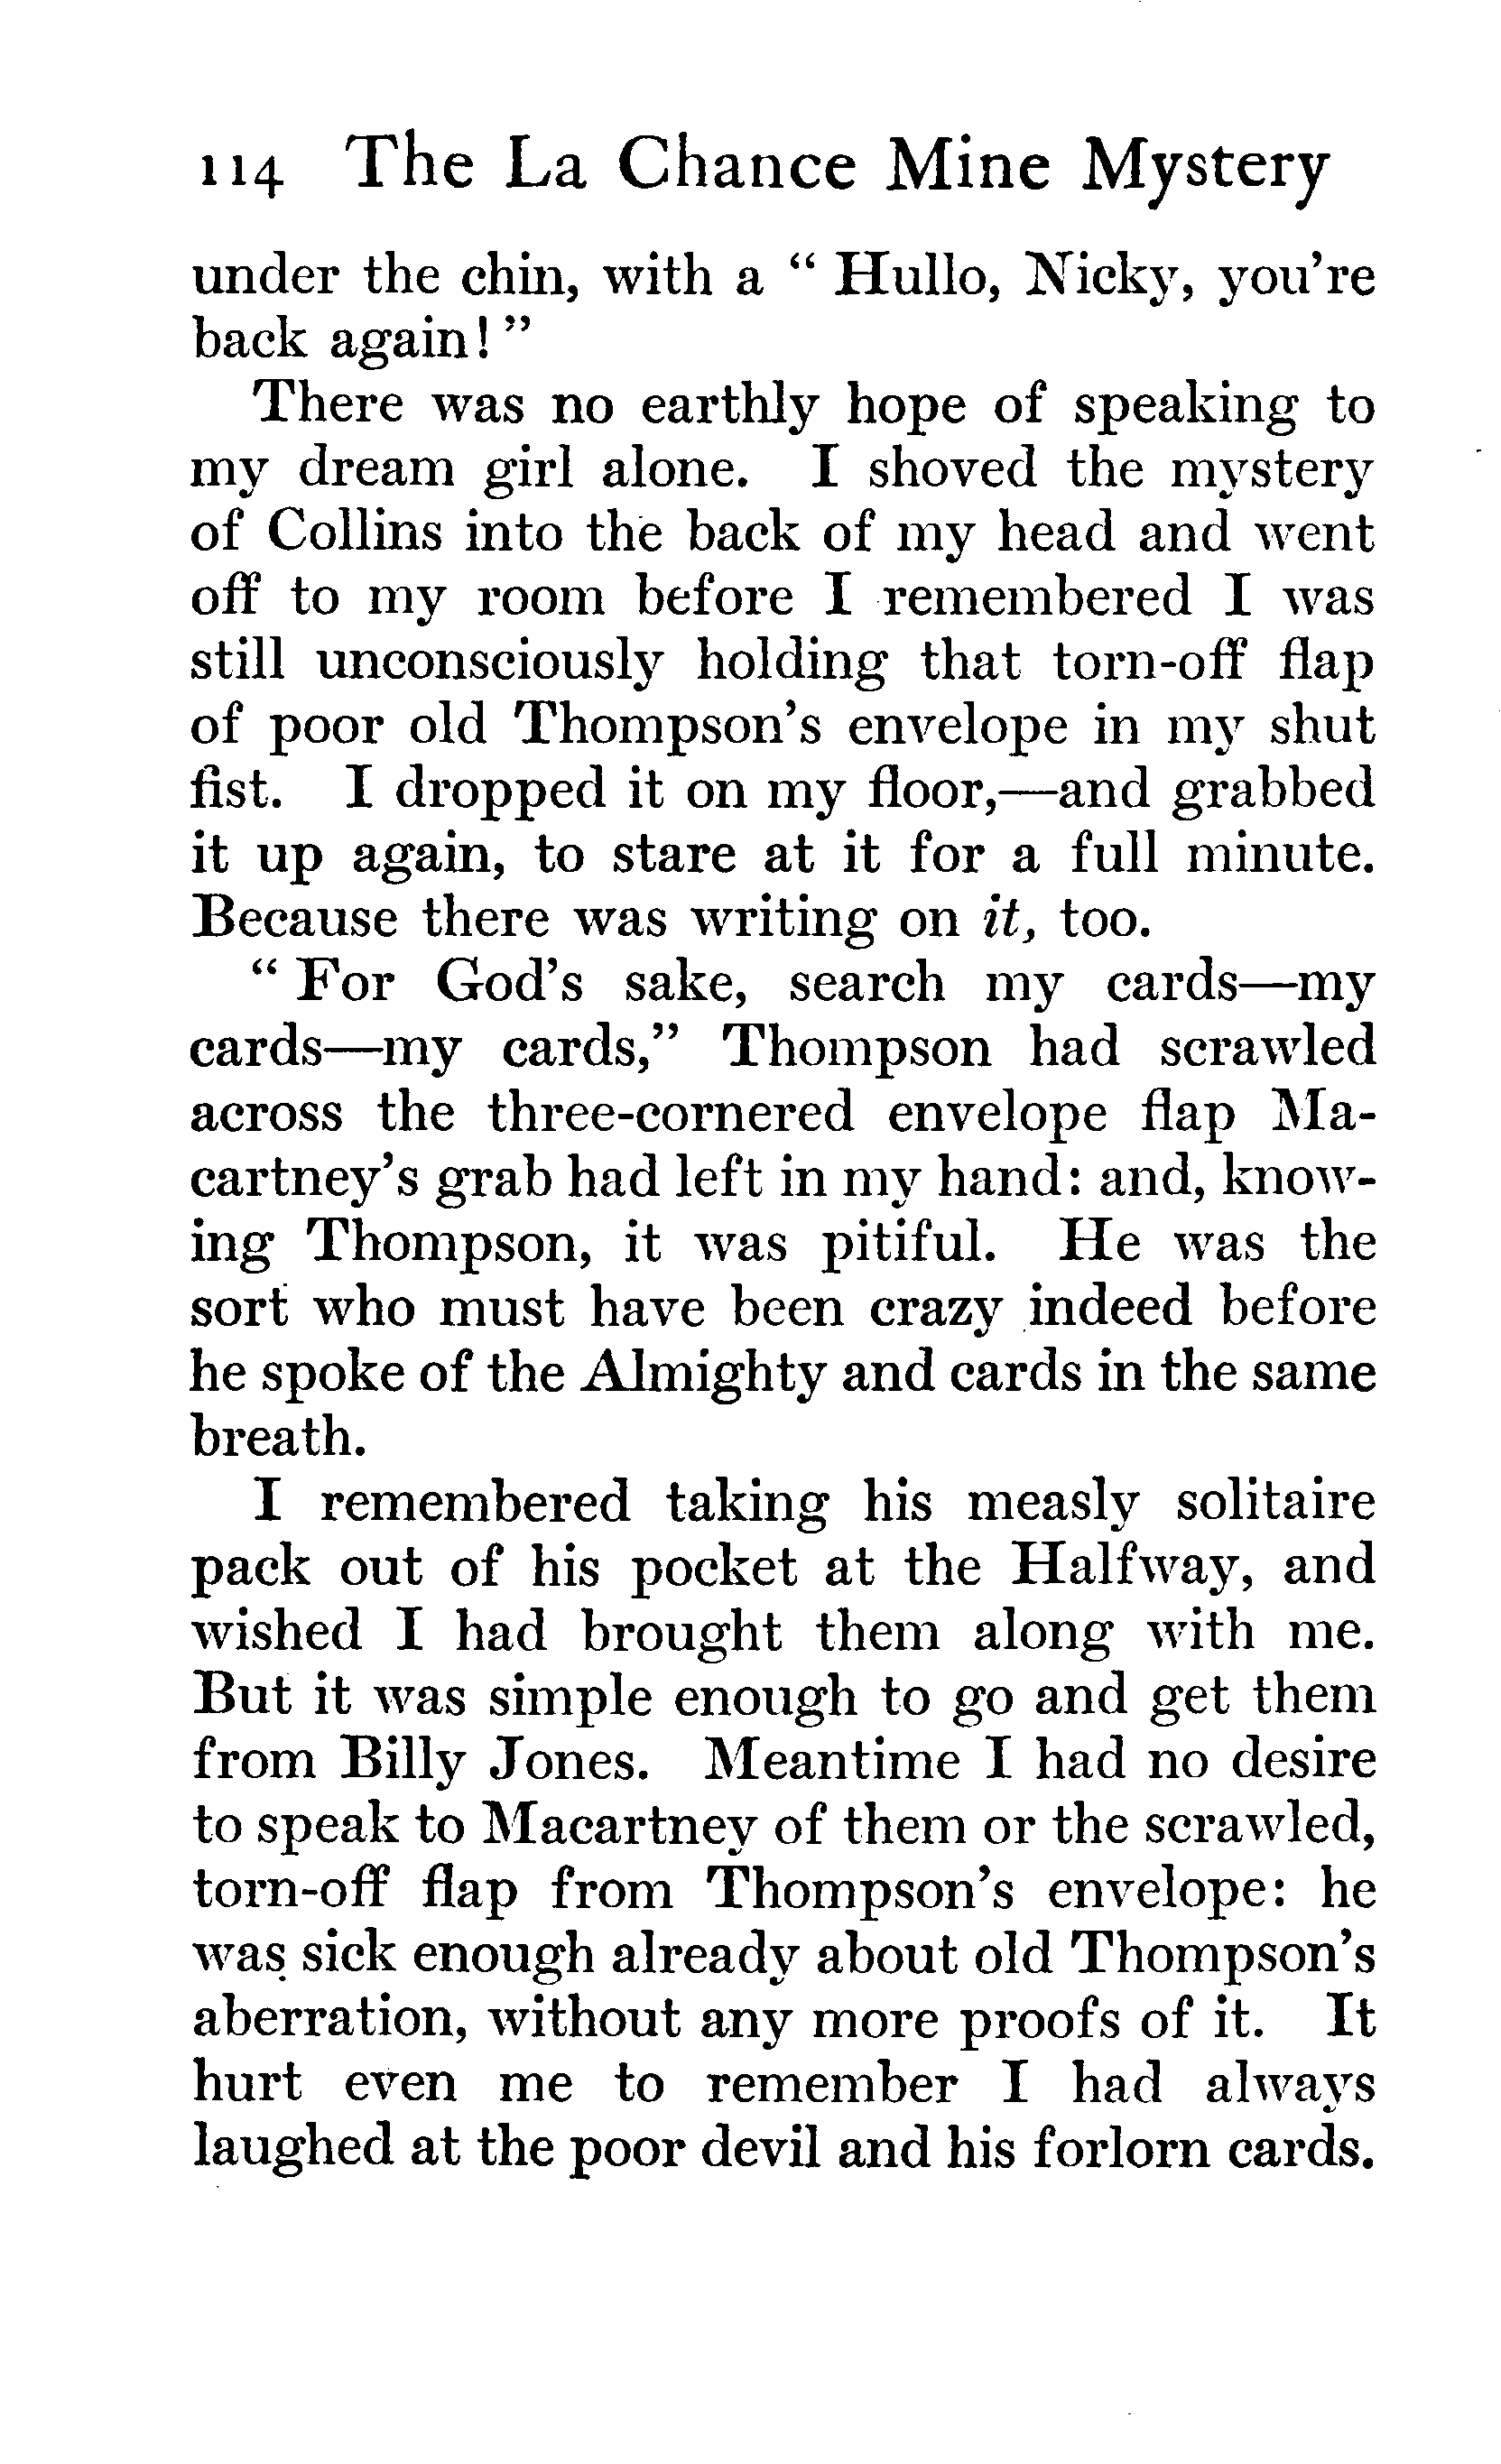 114 The La Chance Mine Mystery
under the chin, with a “ Hullo, Nicky, you're
back again! ”
There was no earthly hope of speaking to
my dream girl alone. I shoved the mystery
of Collins into the back of my head and went
off to my room before I remembered I was
still unconsciously holding that torn-off flap
of poor old Thompson's envelope in my shut
fist. I dropped it on my floor,—and grabbed
it up again, to stare at it for a full minute.
Because there was writing on it, too.
“ For God's sake, search my cards—my
cards—my cards,” Thompson had scrawled
across the three-cornered envelope flap Ma-
cartney's grab had left in my hand: and, know-
ing Thompson, it was pitiful. He was the
sort who must have been crazy indeed before
he spoke of the Almighty and cards in the same
breath.
I remembered taking his measly solitaire
pack out of his pocket at the Halfway, and
wished I had brought them along with me.
But it was simple enough to go and get them
from Billy Jones. Meantime I had no desire
to speak to Macartney of them or the scrawled,
torn-off flap from Thompson's envelope: he
was sick enough already about old Thompson's
aberration, without any more proofs of it. It
hurt even me to remember I had always
laughed at the poor devil and his forlorn cards.